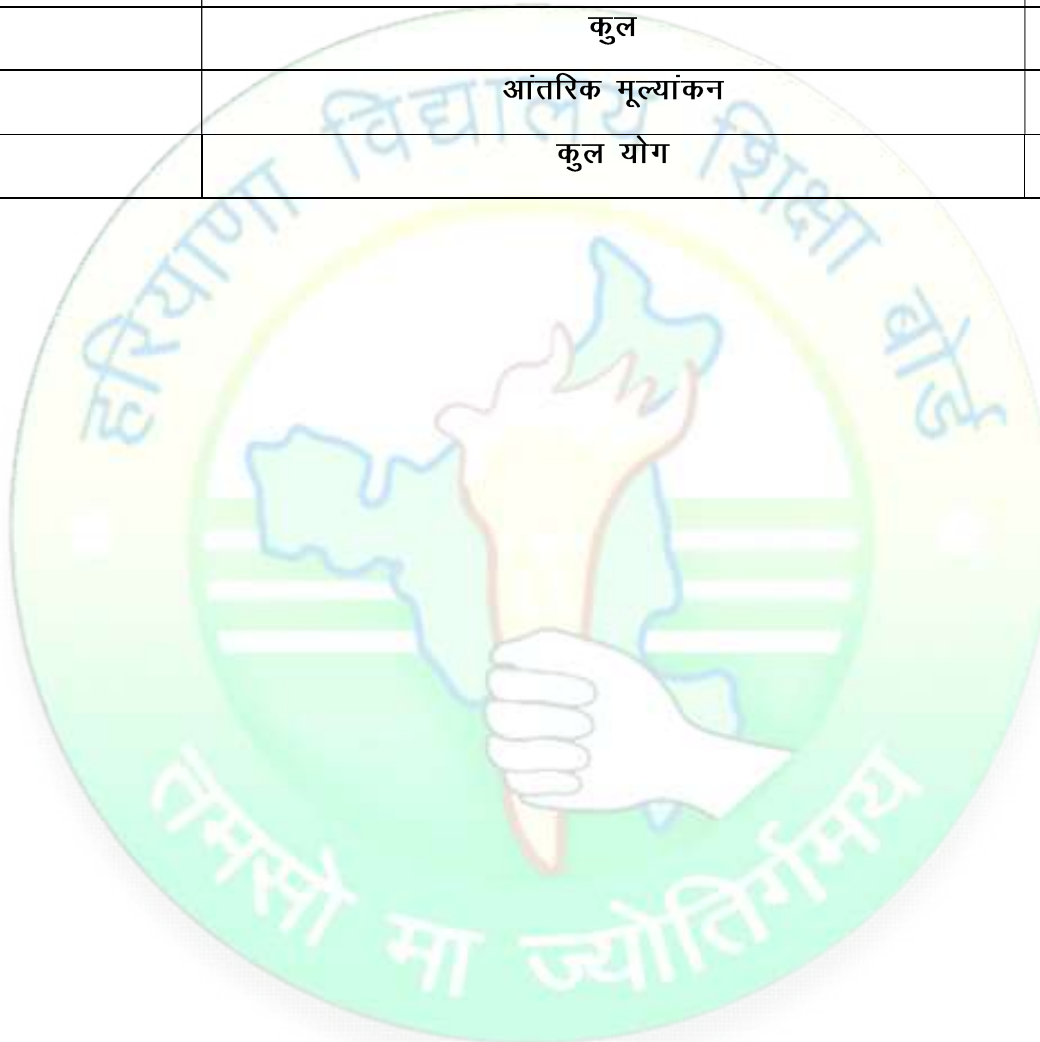 कुल
आंतरिक मूल्यांकन
कुल योग
हरियाणा विद्यालय शिक्षा बोर्ड
तमसो मा ज्योतिर्गमय